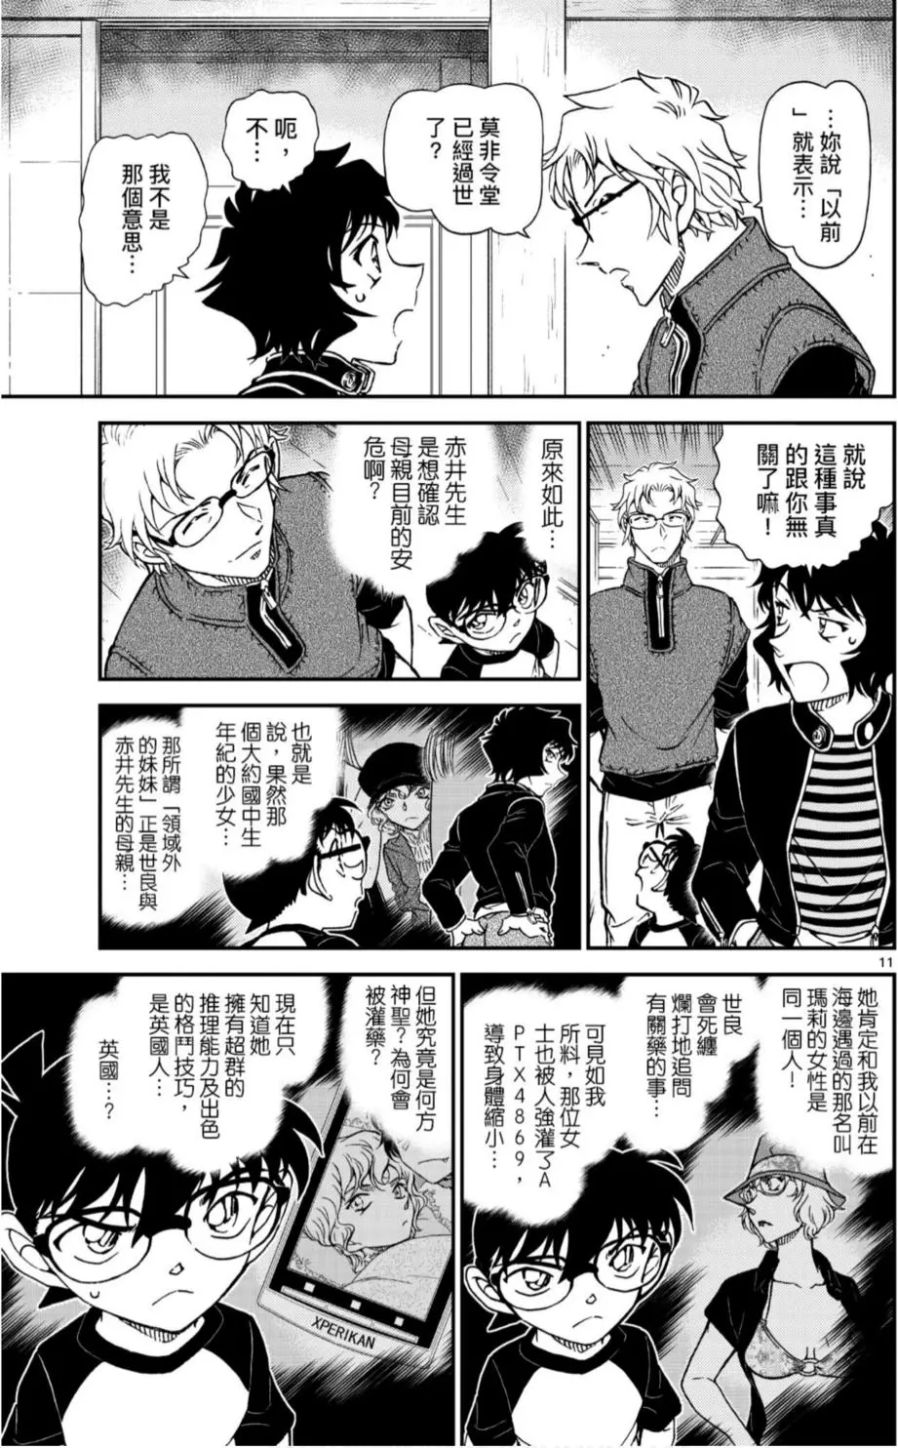 …妳說「以前
」就表示…
莫非令堂
已經過世
了？
呃，
不…
我不是
那個意思…
就說
這種事真
的跟你無
關了嘛！
原來如此…
赤井先生
是想確認
母親目前的安
危啊？
也就是
說，果然那
個大約國中生
年紀的少女…
那所謂「領域外
的妹妹」正是世良與
赤井先生的母親…
11
她肯定和我以前在
海邊遇過的那名叫
瑪莉的女性是
同一個人！
世良
會死纏
爛打地追問
有關藥的事…
可見如我
所料，那位女
士也被人強灌了A
PTX4869，
導致身體縮
小…
但她究竟是何方
神聖？為何會
被灌藥？
現在只
知道她
擁有超群的
推理能力及出色
的格鬥技巧，
是英國人…
英國…？
XPERIKAN